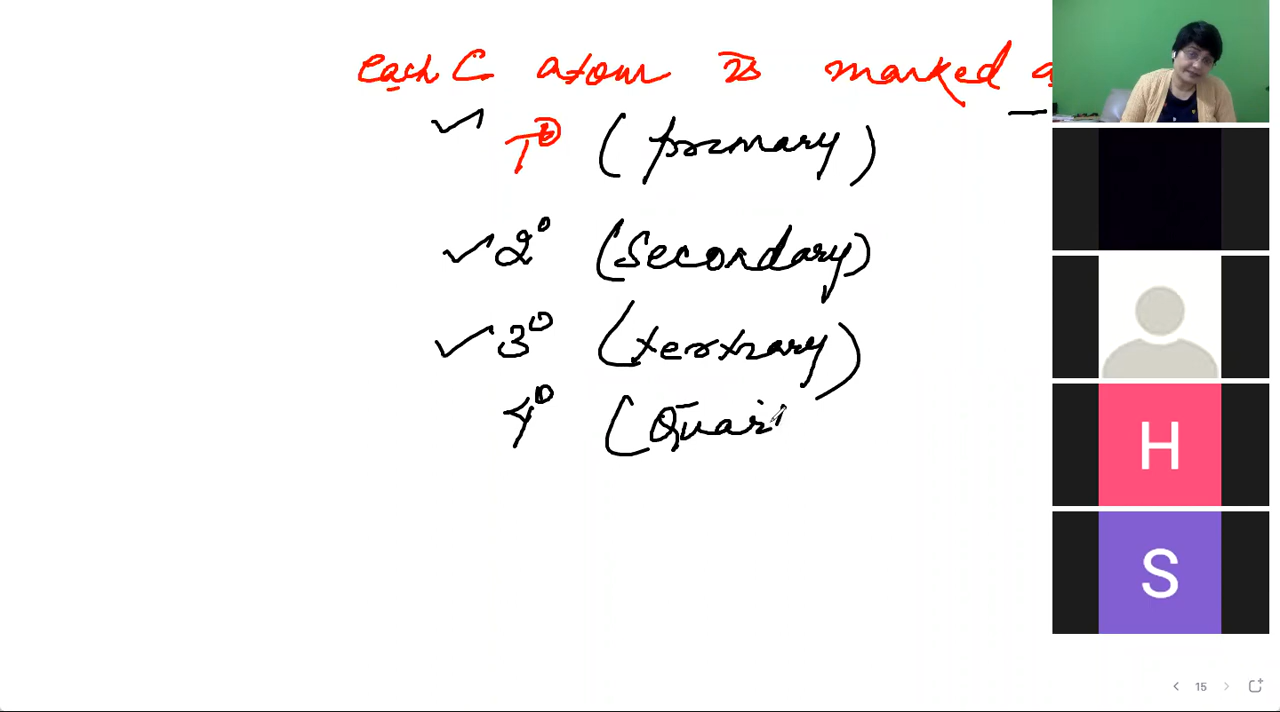 each C atom is marked a
1° (primary)
2° (Secondary)
3° (tertiary)
4° (Quar
H
S
15